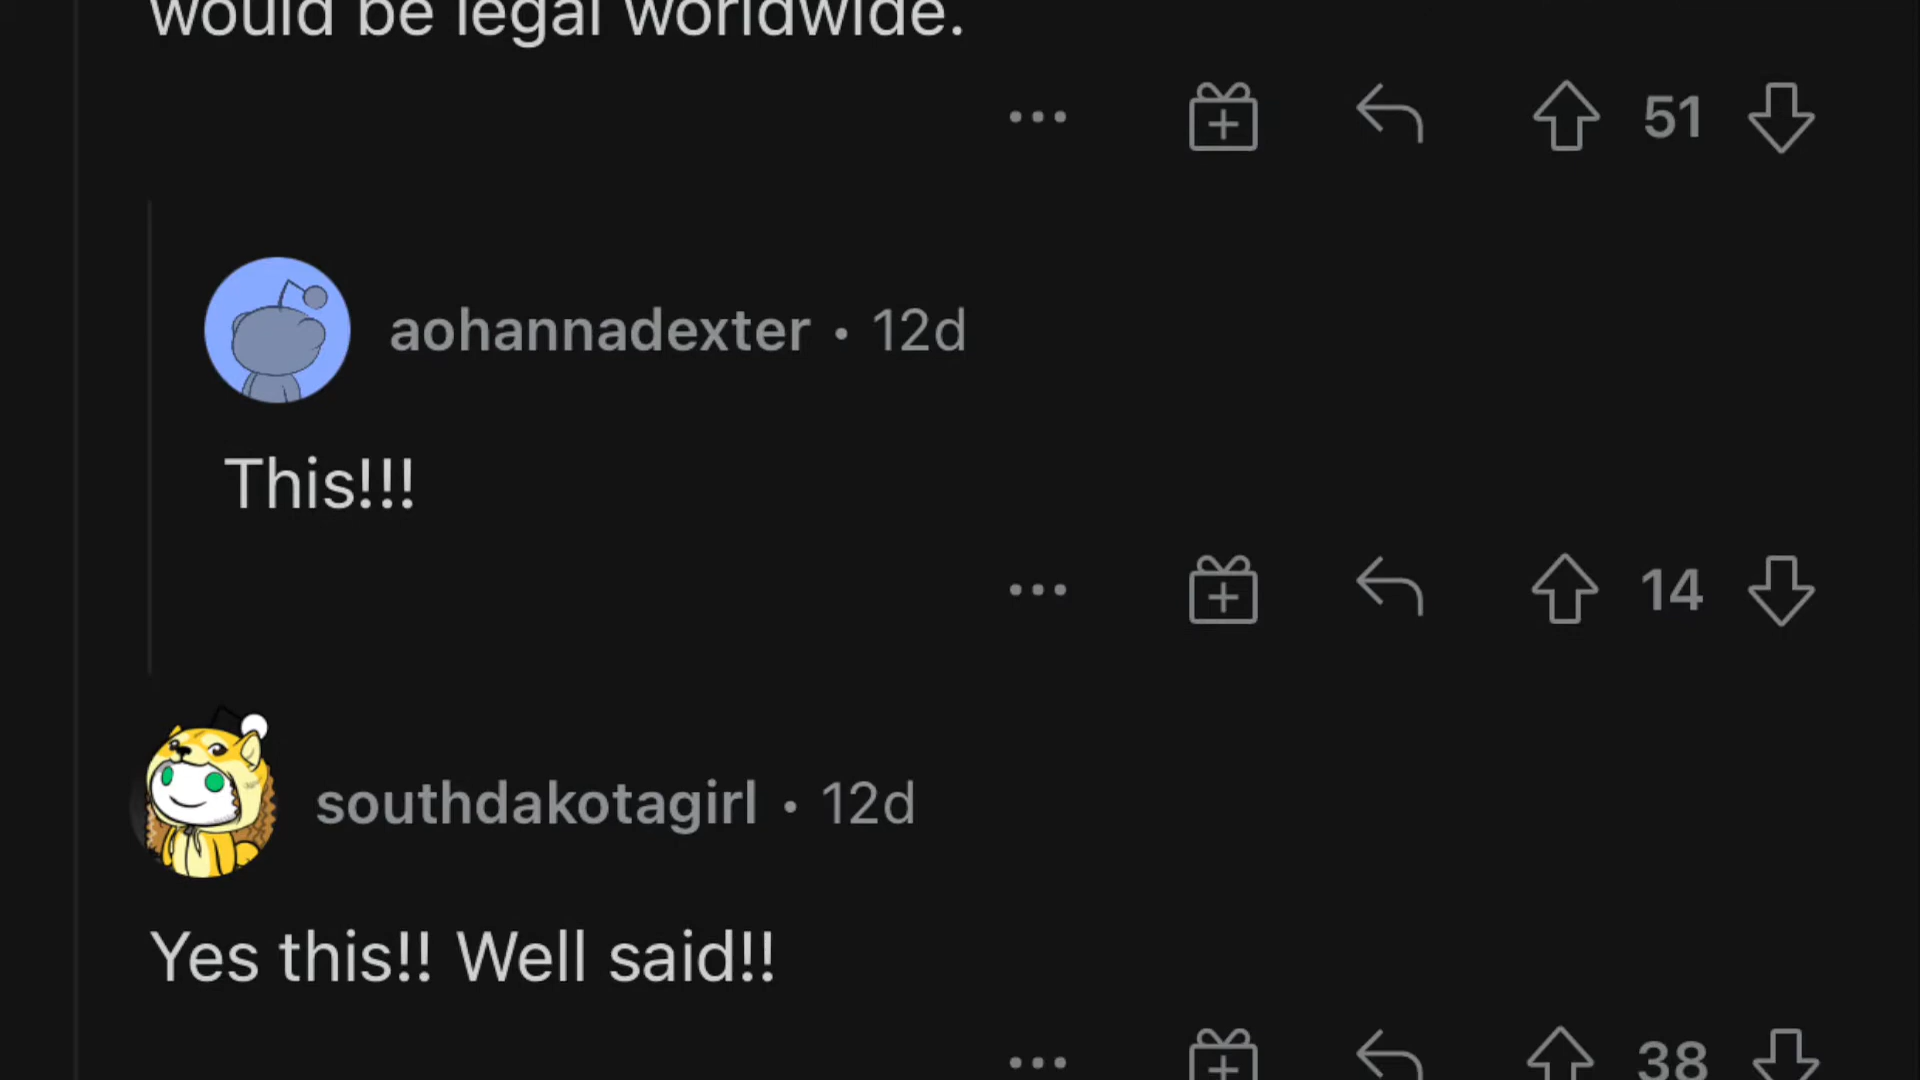 would be legal worldwide.
51
aohannadexter • 12d
This!!!
14
southdakotagirl • 12d
Yes this!! Well said!!
38